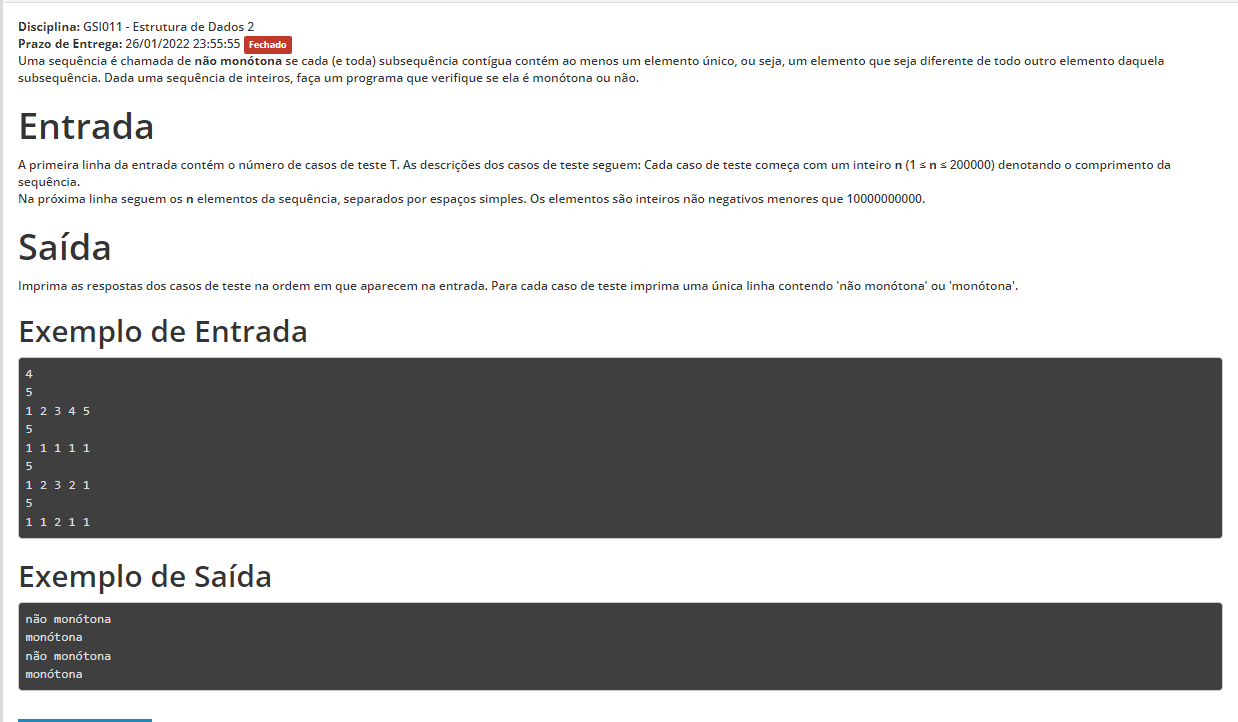 Disciplina: GSI011 - Estrutura de Dados 2
Prazo de Entrega: 26/01/2022 23:55:55 Fechado
Uma sequência é chamada de não monótona se cada (e toda) subsequência contígua contém ao menos um elemento único, ou seja, um elemento que seja diferente de todo outro elemento daquela
subsequência. Dada uma sequência de inteiros, faça um programa que verifique se ela é monótona ou não.
Entrada
A primeira linha da entrada contém o número de casos de teste T. As descrições dos casos de teste seguem: Cada caso de teste começa com um inteiro n (1 ≤ n ≤ 200000) denotando o comprimento da
sequência.
Na próxima linha seguem os n elementos da sequência, separados por espaços simples. Os elementos são inteiros não negativos menores que 10000000000.
Saída
Imprima as respostas dos casos de teste na ordem em que aparecem na entrada. Para cada caso de teste imprima uma única linha contendo 'não monótona' ou 'monótona'.
Exemplo de Entrada
4
5
1 2 3 4 5
5
1 1 1 1 1
5
1 2 3 2 1
5
1 1 2 1 1
Exemplo de Saída
não monótona
monótona
não monótona
monótona